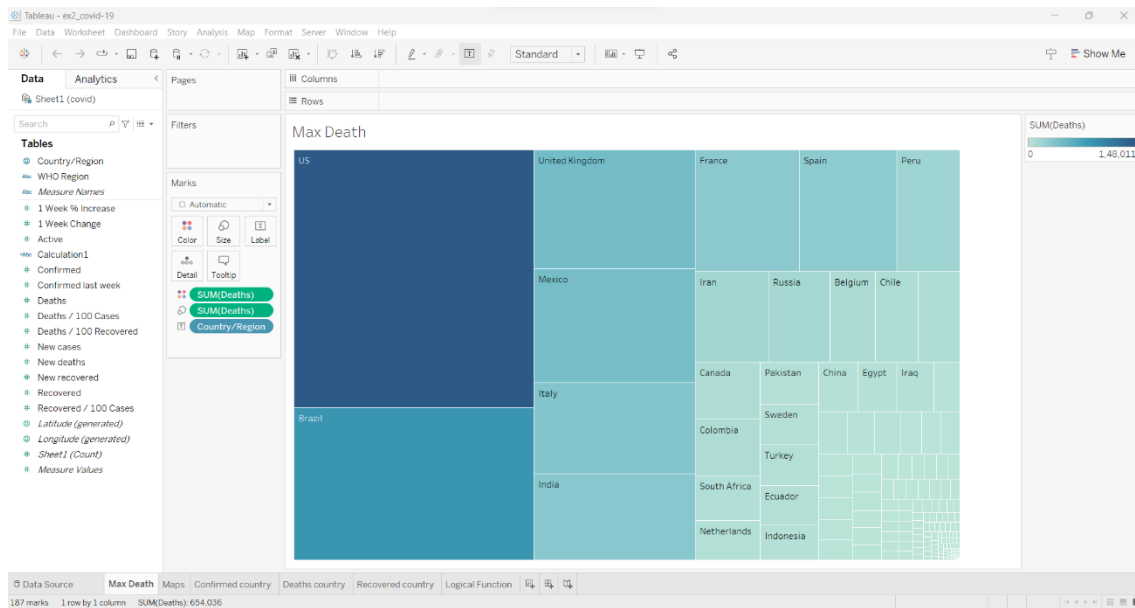 Tableau - ex2_covid-19
File Data Worksheet Dashboard Story Analysis Map Format Server Window Help
Standard
Show Me
Data Analytics
Sheet1 (covid)
Search
Tables
Country/Region
Abc WHO Region
Abc Measure Names
# 1 Week % Increase
# 1 Week Change
# Active
Abc Calculation1
# Confirmed
# Confirmed last week
# Deaths
# Deaths / 100 Cases
# Deaths / 100 Recovered
# New cases
# New deaths
# New recovered
# Recovered
# Recovered / 100 Cases
Latitude (generated)
Longitude (generated)
# Sheet1 (Count)
# Measure Values
Pages
Filters
Marks
Automatic
Color Size Label
Detail Tooltip
SUM(Deaths)
SUM(Deaths)
Country/Region
Columns
Rows
Max Death
US
Brazil
United Kingdom
Mexico
Italy
India
France Spain Peru
Iran Russia Belgium Chile
Canada Pakistan China Egypt Iraq
Sweden
Colombia
Turkey
South Africa
Ecuador
Netherlands
Indonesia
SUM(Deaths)
0 1,48,011
Data Source Max Death Maps Confirmed country Deaths country Recovered country Logical Function
187 marks 1 row by 1 column SUM(Deaths): 654,036